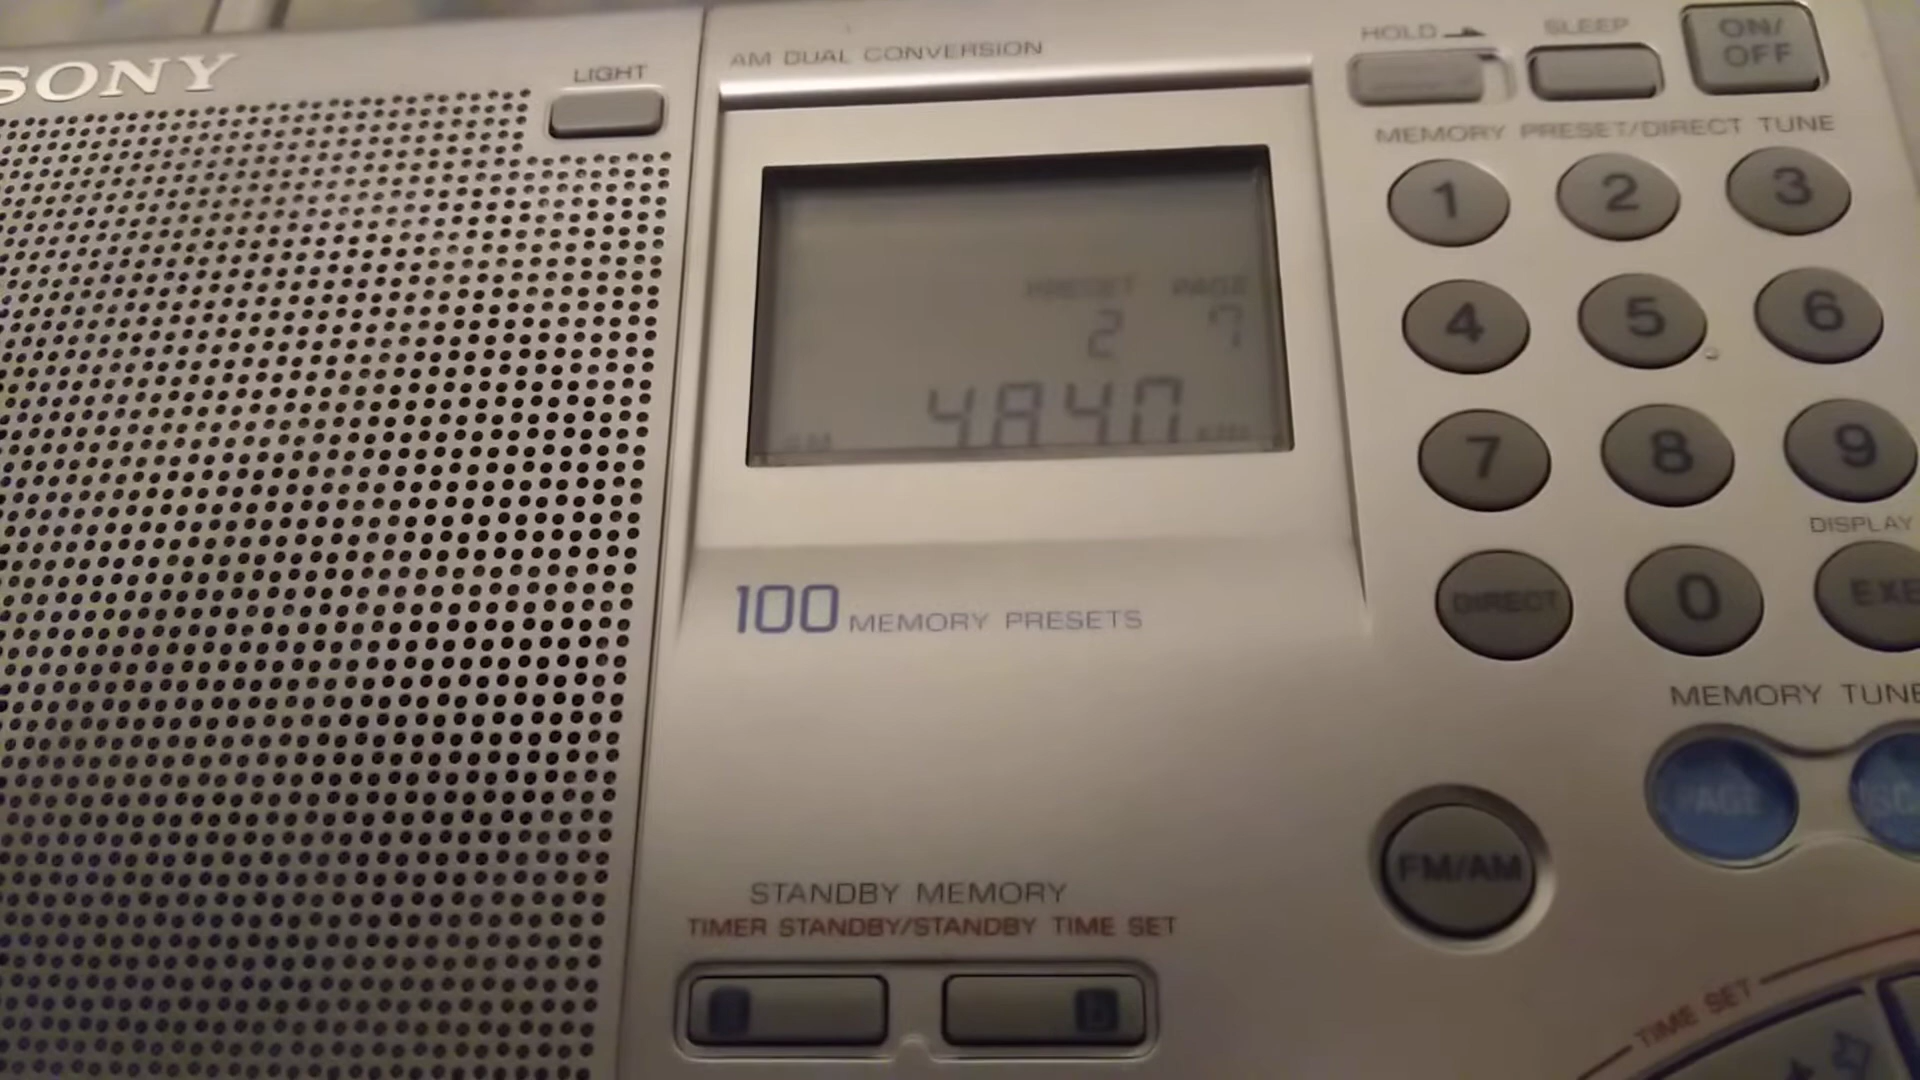 SONY
LIGHT
AM DUAL CONVERSION
HOLD
SLEEP
ON/
OFF
MEMORY PRESET/DIRECT TUNE
1 2 3
PRESET PAGE
2 7
4840
4 5 6
7 8 9
DISPLAY
DIRECT 0 EXE
100 MEMORY PRESETS
MEMORY TUNE
PAGE
FM/AM
STANDBY MEMORY
TIMER STANDBY/STANDBY TIME SET
b
TIME SET